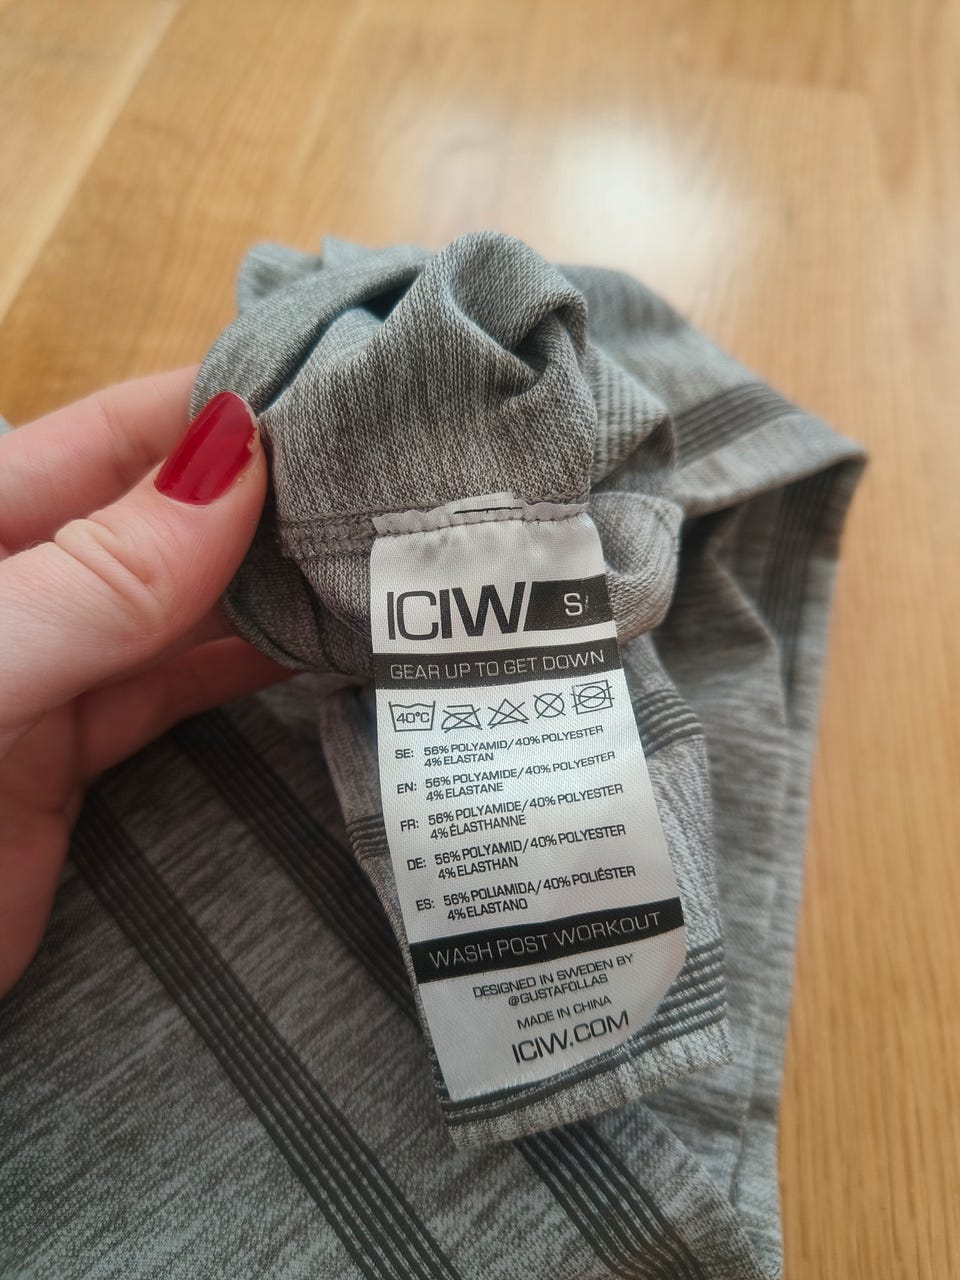 ICIW S
GEAR UP TO GET DOWN
40°C
SE: 56% POLYAMID/40% POLYESTER
4% ELASTAN
EN: 56% POLYAMIDE/40% POLYESTER
4% ELASTANE
FR: 56% POLYAMIDE/40% POLYESTER
4% ÉLASTHANNE
DE: 56% POLYAMID/40% POLYESTER
4% ELASTHAN
ES: 56% POLIAMIDA/40% POLIÉSTER
4% ELASTANO
WASH POST WORKOUT
DESIGNED IN SWEDEN BY
@GUSTAFOLLAS
MADE IN CHINA
ICIW.COM